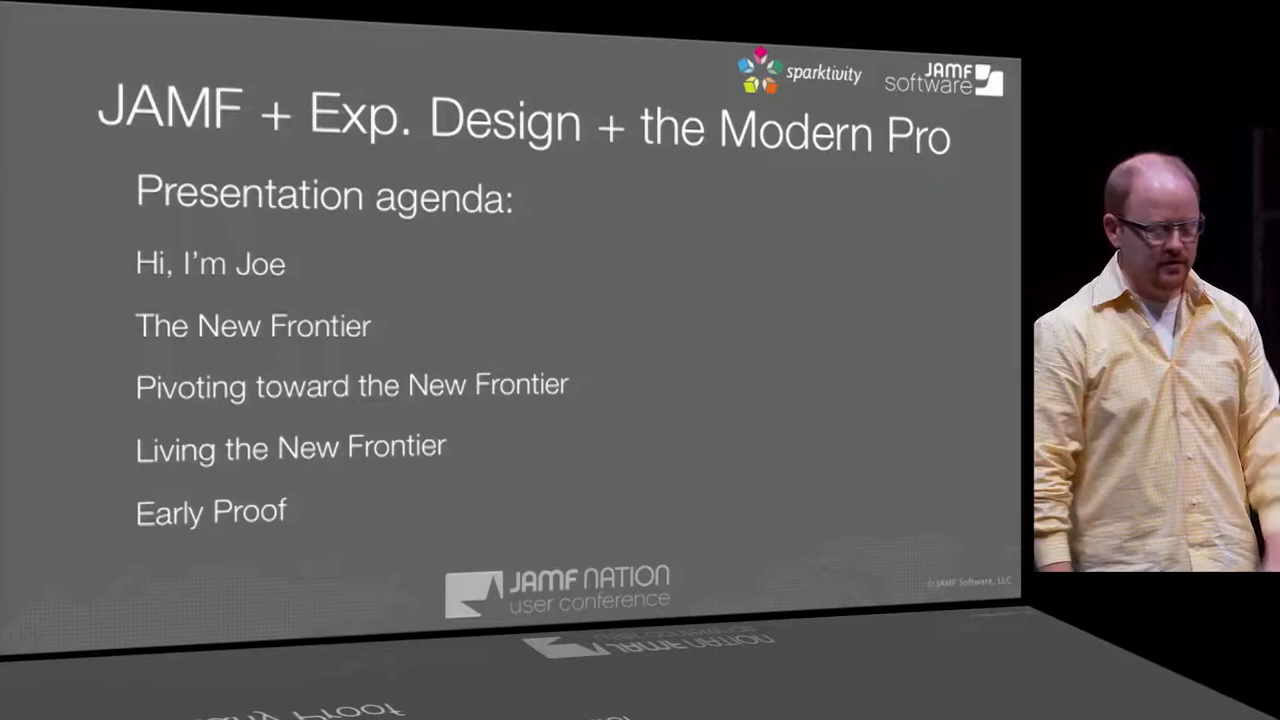 sparktivity
JAMF
software
JAMF + Exp. Design + the Modern Pro
Presentation agenda:
Hi, I'm Joe
The New Frontier
Pivoting toward the New Frontier
Living the New Frontier
Early Proof
JAMF NATION
user conference
© JAMF Software, LLC